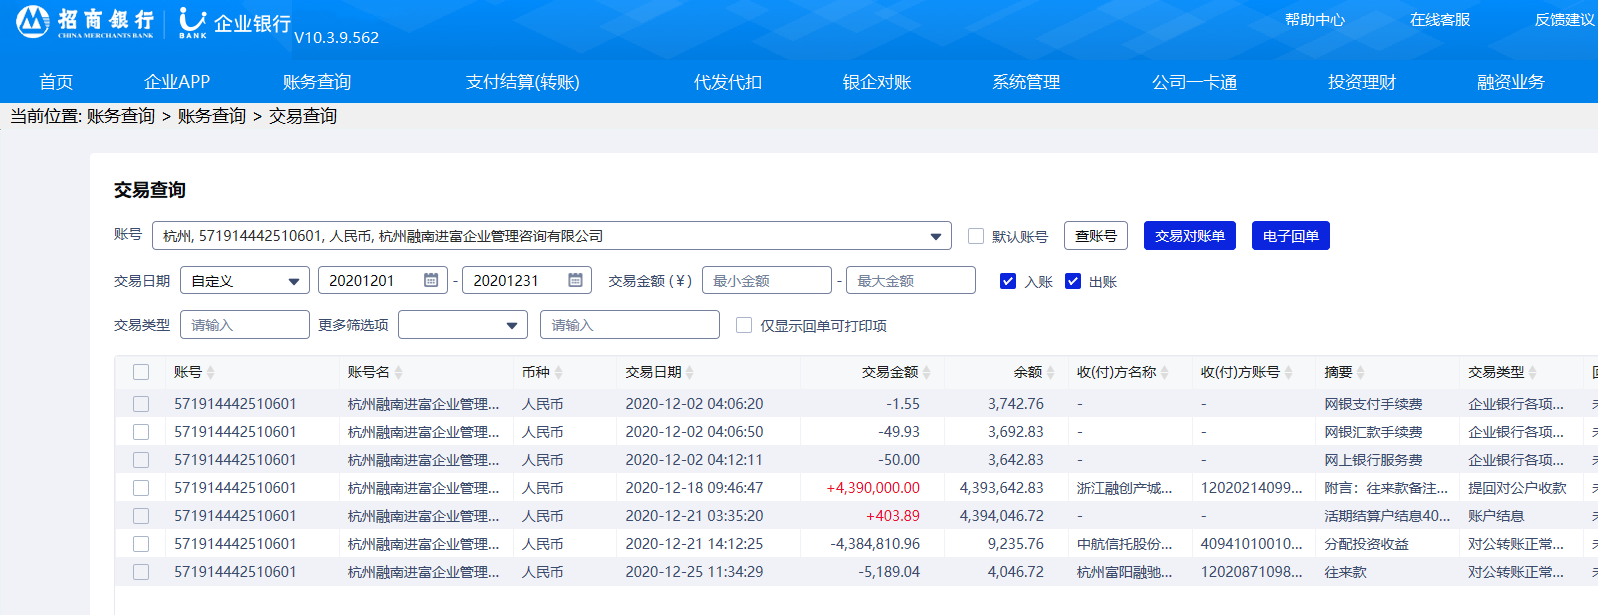 招商银行 CHINA MERCHANTS BANK U BANK 企业银行 V10.3.9.562 帮助中心 在线客服 反馈建议
首页 企业APP 账务查询 支付结算(转账) 代发代扣 银企对账 系统管理 公司一卡通 投资理财 融资业务
当前位置: 账务查询 > 账务查询 > 交易查询
交易查询
账号 杭州, 571914442510601, 人民币, 杭州融南进富企业管理咨询有限公司 默认账号 查账号 交易对账单 电子回单
交易日期 自定义 20201201 - 20201231 交易金额 (¥) 最小金额 - 最大金额 入账 出账
交易类型 请输入 更多筛选项 请输入 仅显示回单可打印项
账号 账号名 币种 交易日期 交易金额 余额 收(付)方名称 收(付)方账号 摘要 交易类型
571914442510601 杭州融南进富企业管理... 人民币 2020-12-02 04:06:20 -1.55 3,742.76 - - 网银支付手续费 企业银行各项...
571914442510601 杭州融南进富企业管理... 人民币 2020-12-02 04:06:50 -49.93 3,692.83 - - 网银汇款手续费 企业银行各项...
571914442510601 杭州融南进富企业管理... 人民币 2020-12-02 04:12:11 -50.00 3,642.83 - - 网上银行服务费 企业银行各项...
571914442510601 杭州融南进富企业管理... 人民币 2020-12-18 09:46:47 +4,390,000.00 4,393,642.83 浙江融创产城... 12020214099... 附言：往来款备注... 提回对公户收款
571914442510601 杭州融南进富企业管理... 人民币 2020-12-21 03:35:20 +403.89 4,394,046.72 - - 活期结算户结息40... 账户结息
571914442510601 杭州融南进富企业管理... 人民币 2020-12-21 14:12:25 -4,384,810.96 9,235.76 中航信托股份... 40941010010... 分配投资收益 对公转账正常...
571914442510601 杭州融南进富企业管理... 人民币 2020-12-25 11:34:29 -5,189.04 4,046.72 杭州富阳融驰... 12020871098... 往来款 对公转账正常...